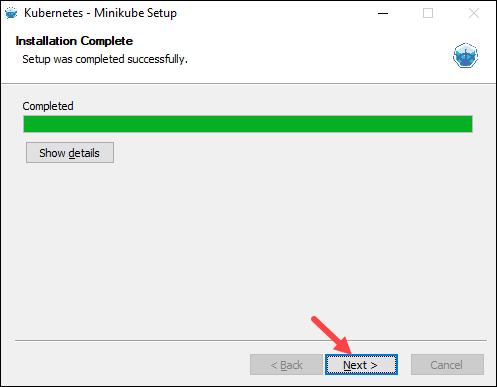 Kubernetes - Minikube Setup
Installation Complete
Setup was completed successfully.
Completed
Show details
< Back Next > Cancel